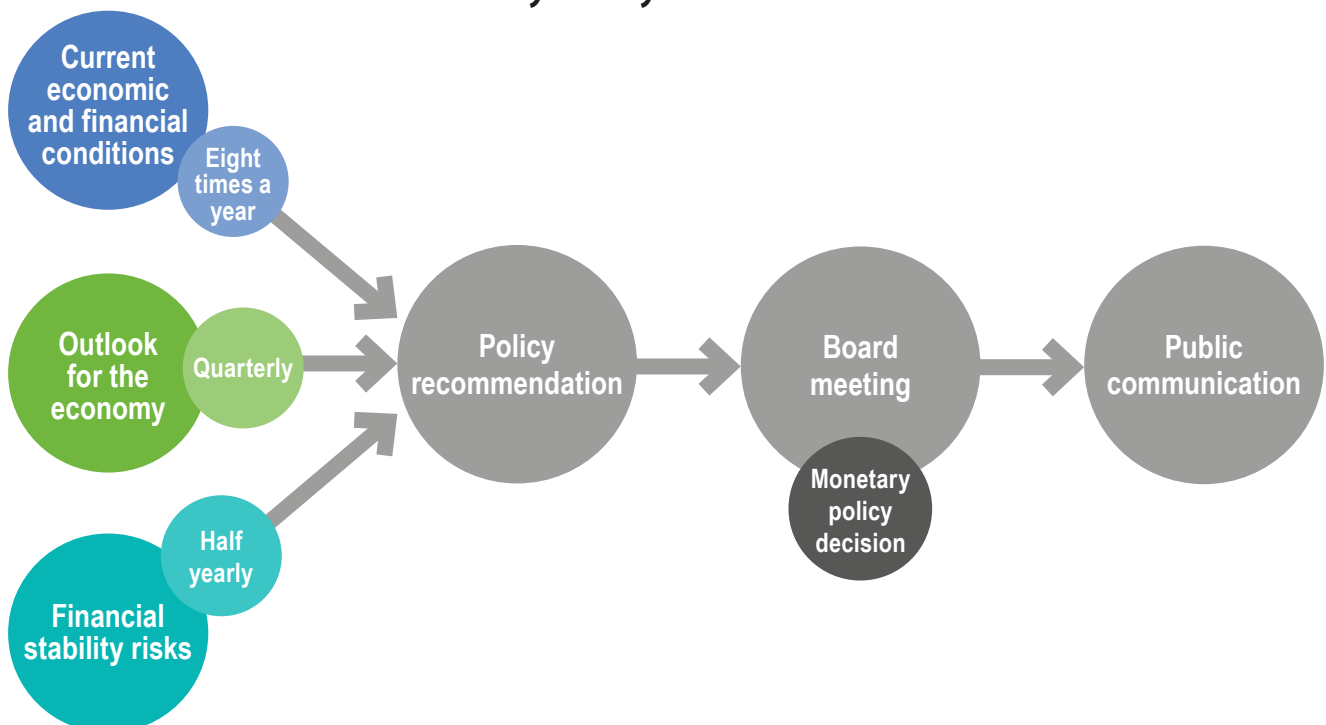 Current
economic
and financial
conditions
Eight
times a
year
Outlook
for the
economy
Quarterly
Financial
stability risks
Half
yearly
Policy
recommendation
Board
meeting
Monetary
policy
decision
Public
communication